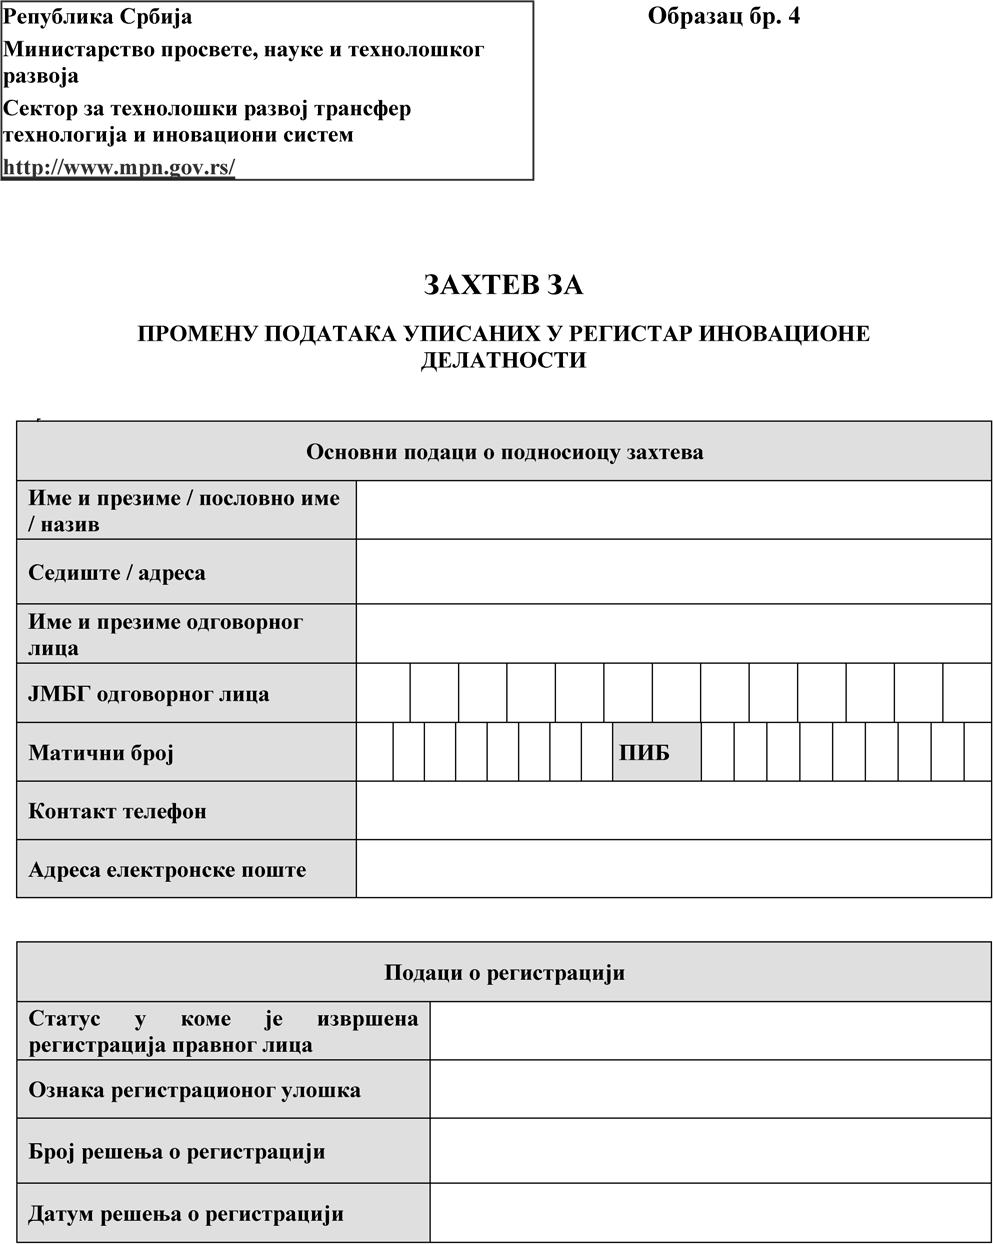 Република Србија
Образац бр. 4
Министарство просвете, науке и технолошког
развоја
Сектор за технолошки развој трансфер
технологија и иновациони систем
http://www.mpn.gov.rs/
ЗАХТЕВ ЗА
ПРОМЕНУ ПОДАТАКА УПИСАНИХ У РЕГИСТАР ИНОВАЦИОНЕ
ДЕЛАТНОСТИ
Основни подаци о подносиоцу захтева
Име и презиме / пословно име
/ назив
Седиште / адреса
Име и презиме одговорног
лица
ЈМБГ одговорног лица
Матични број
ПИБ
Контакт телефон
Адреса електронске поште
Подаци о регистрацији
Статус у коме је извршена
регистрација правног лица
Ознака регистрационог улошка
Број решења о регистрацији
Датум решења о регистрацији